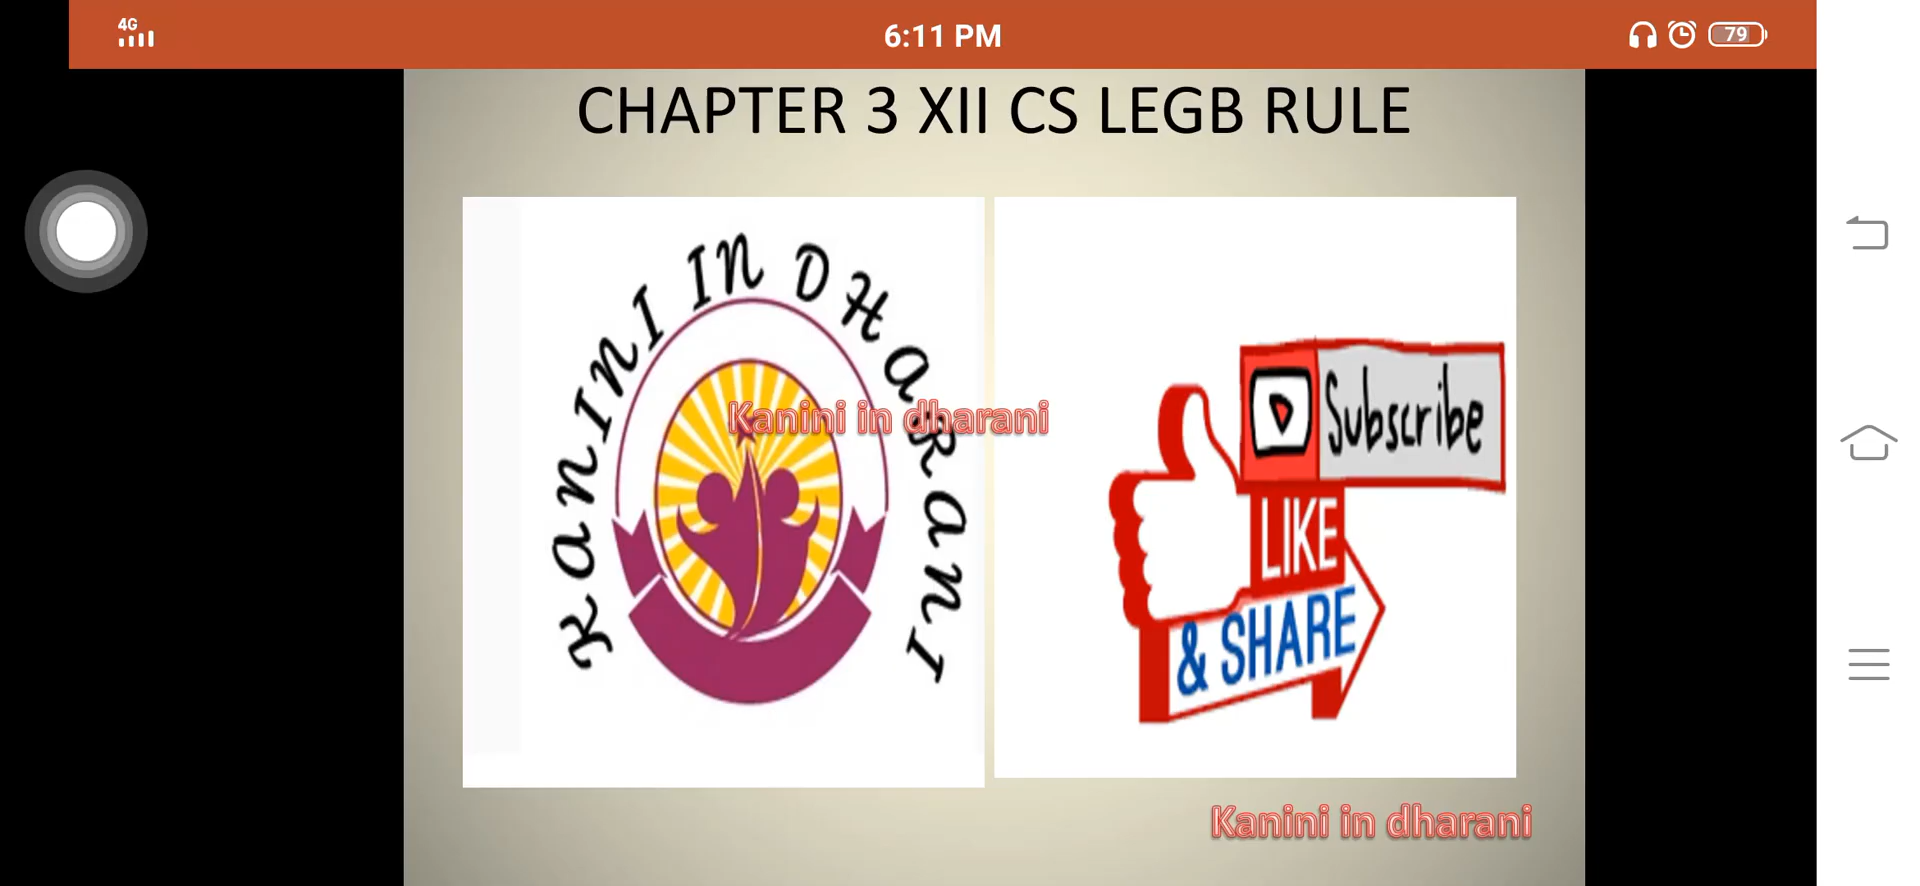 4G
6:11 PM
79
CHAPTER 3 XII CS LEGB RULE
KANINI IN DHARANI
Kanini in dharani
Subscribe
LIKE
& SHARE
Kanini in dharani